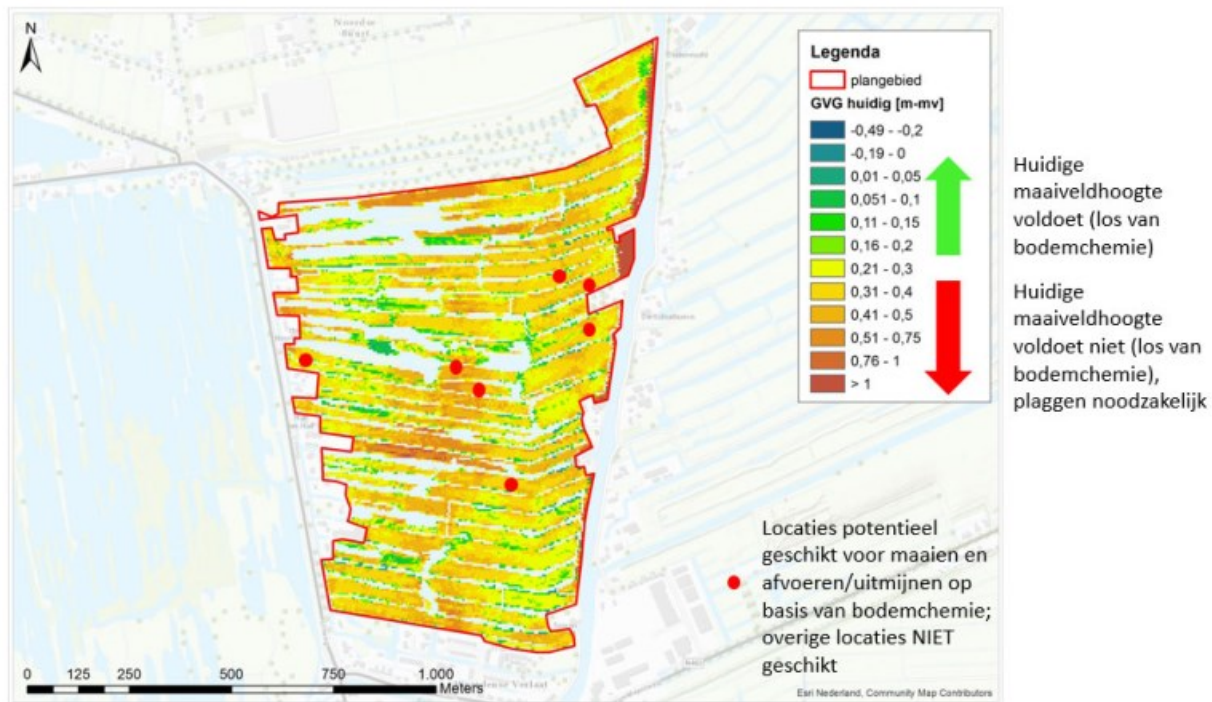 N
Noordse
Buurt
Legenda
plangebied
GVG huidig [m-mv]
-0,49 - -0,2
-0,19 - 0
0,01 - 0,05
0,051 - 0,1
0,11 - 0,15
0,16 - 0,2
0,21 - 0,3
0,31 - 0,4
0,41 - 0,5
0,51 - 0,75
0,76 - 1
> 1
Huidige
maaiveldhoogte
voldoet (los van
bodemchemie)
Huidige
maaiveldhoogte
voldoet niet (los van
bodemchemie),
plaggen noodzakelijk
Locaties potentieel
geschikt voor maaien en
afvoeren/uitmijnen op
basis van bodemchemie;
overige locaties NIET
geschikt
0 125 250 500 750 1.000
Meters
Esri Nederland, Community Map Contributors